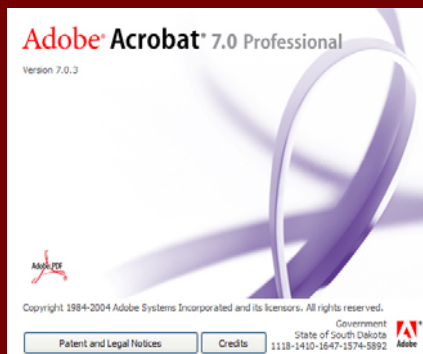 Adobe® Acrobat® 7.0 Professional
Version 7.0.3
Adobe PDF
Copyright 1984-2004 Adobe Systems Incorporated and its licensors. All rights reserved.
Government
State of South Dakota
1118-1410-1647-1574-5892
Patent and Legal Notices
Credits
Adobe